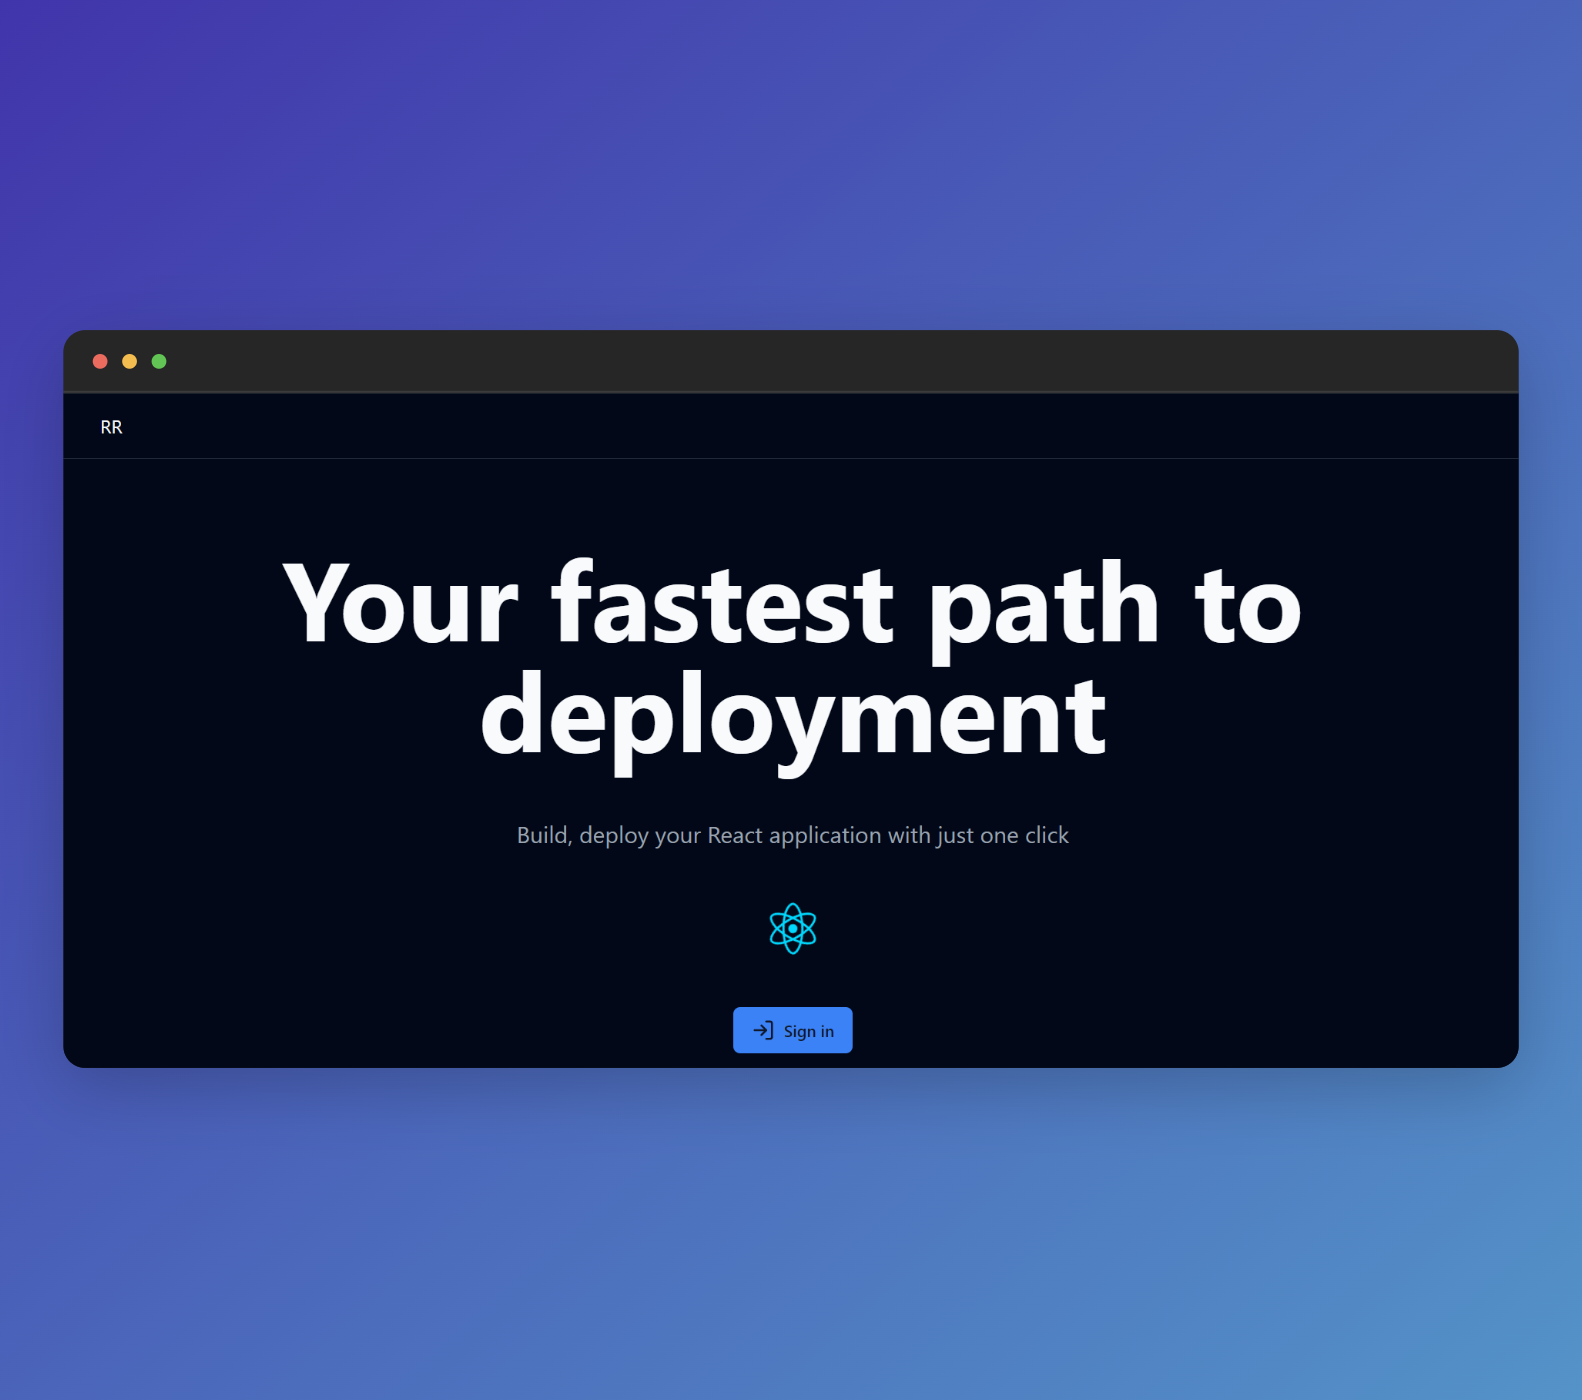 RR
Your fastest path to
deployment
Build, deploy your React application with just one click
Sign in